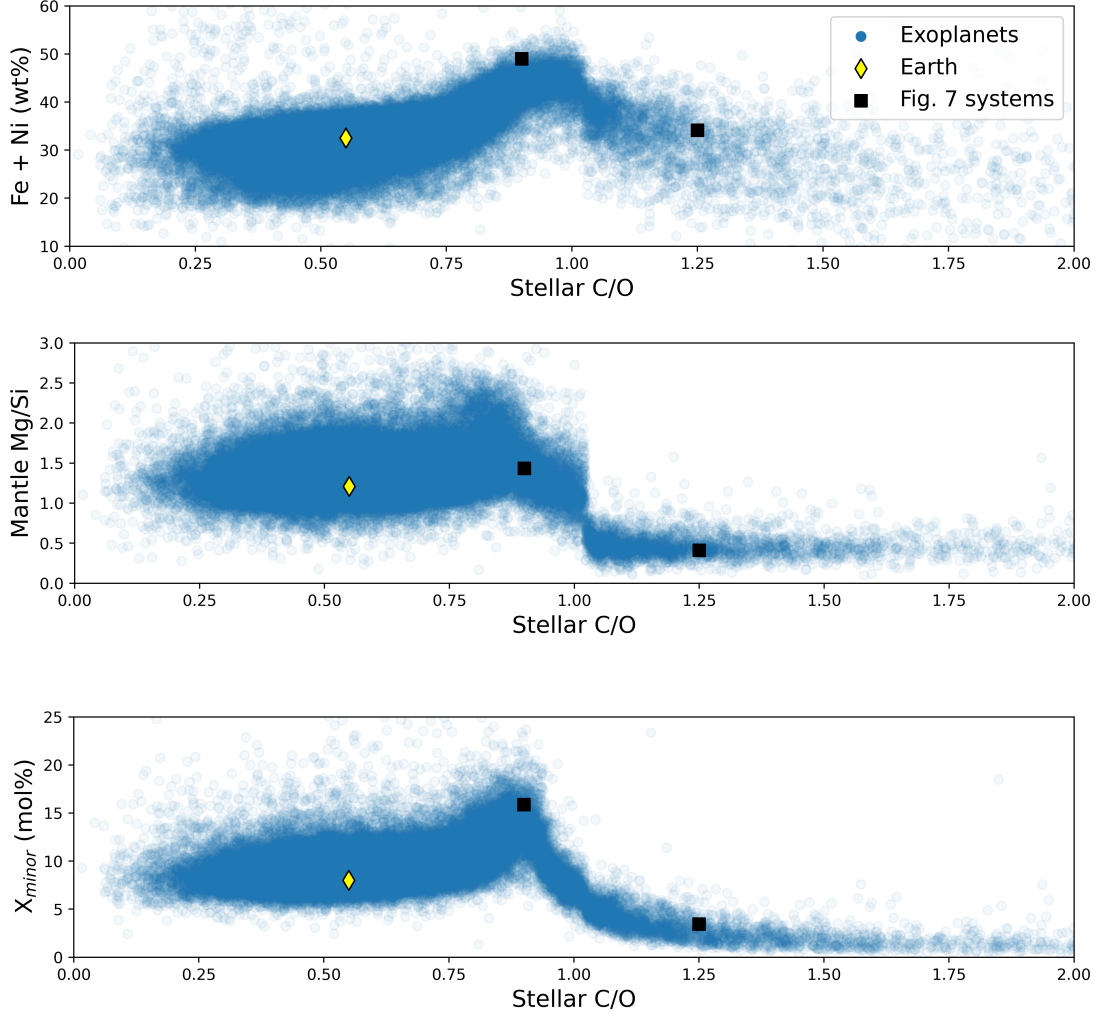 60
50
40
30
20
10
Fe + Ni (wt%)
Exoplanets
Earth
Fig. 7 systems
0.00 0.25 0.50 0.75 1.00 1.25 1.50 1.75 2.00
Stellar C/O
3.0
2.5
2.0
1.5
1.0
0.5
0.0
Mantle Mg/Si
0.00 0.25 0.50 0.75 1.00 1.25 1.50 1.75 2.00
Stellar C/O
25
20
15
10
5
0
Xminor (mol%)
0.00 0.25 0.50 0.75 1.00 1.25 1.50 1.75 2.00
Stellar C/O